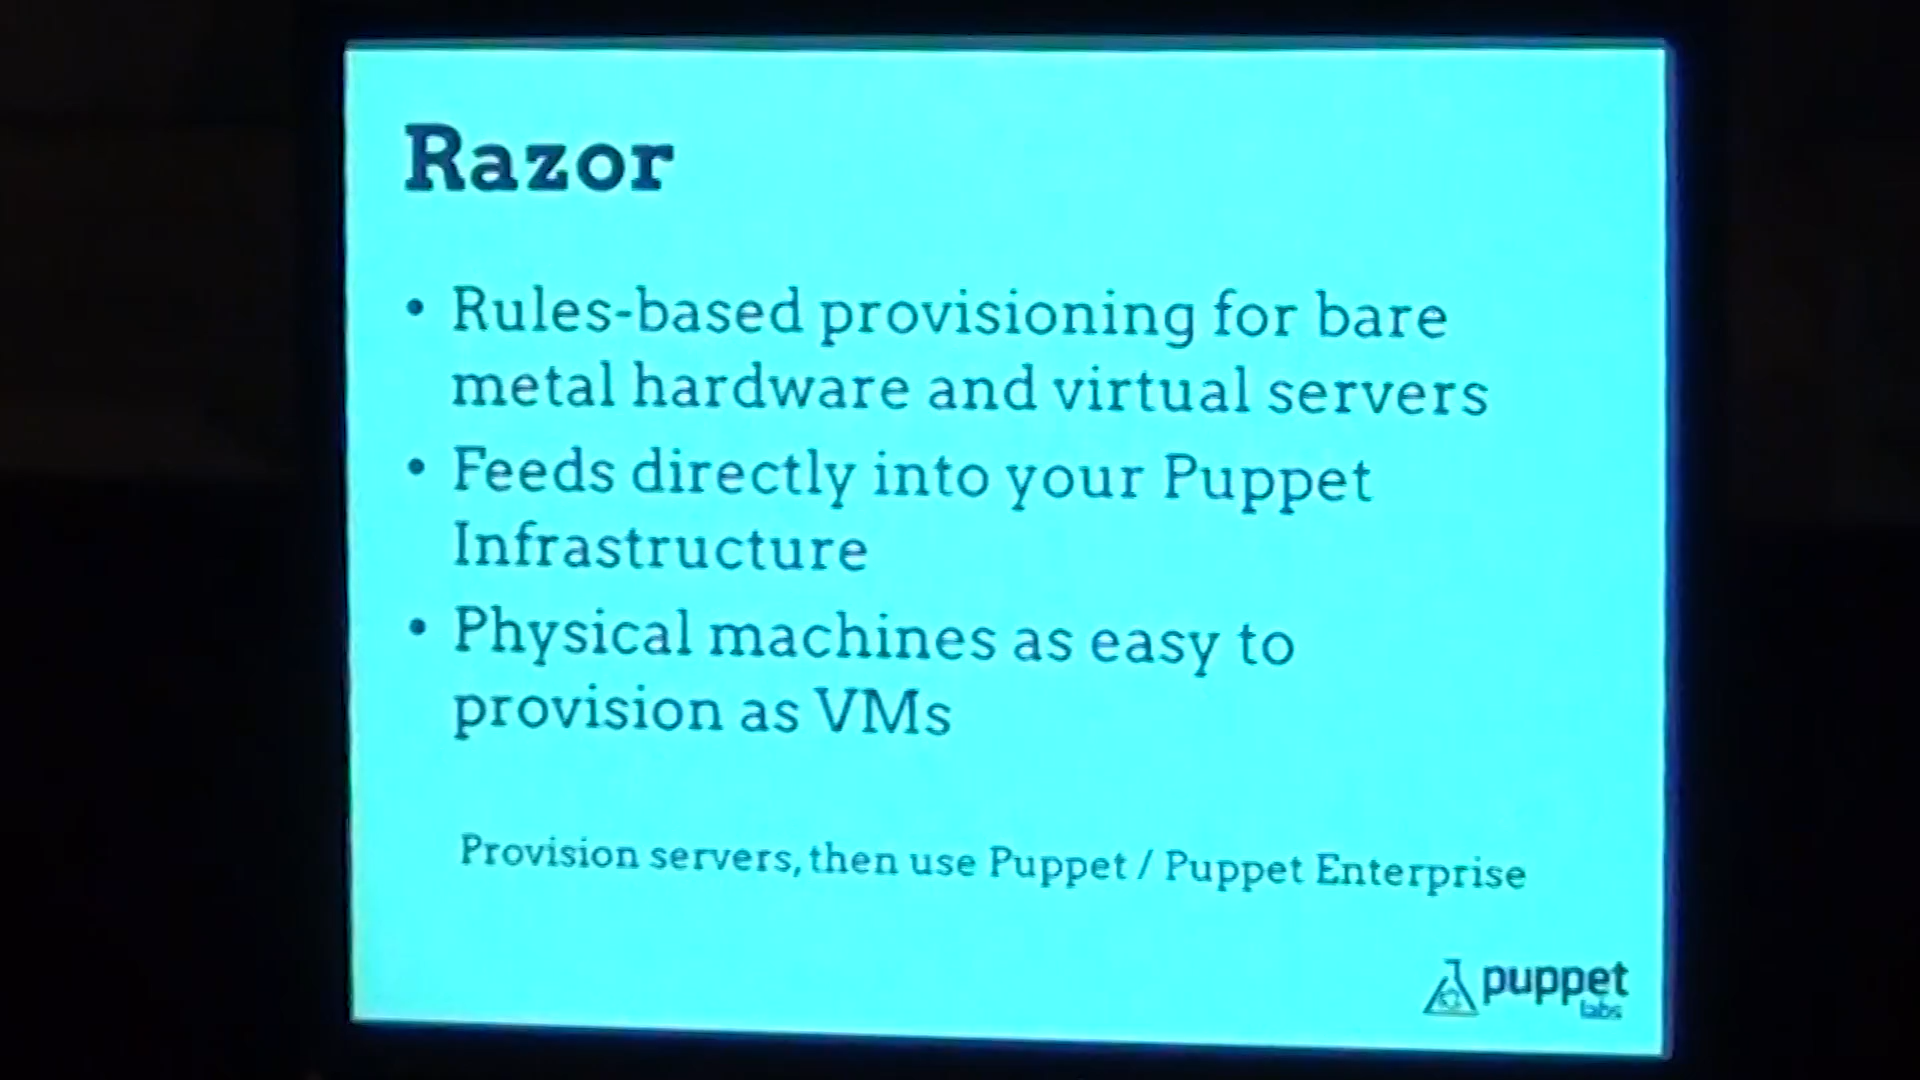 Razor
• Rules-based provisioning for bare
metal hardware and virtual servers
• Feeds directly into your Puppet
Infrastructure
• Physical machines as easy to
provision as VMs
Provision servers, then use Puppet / Puppet Enterprise
puppet
labs